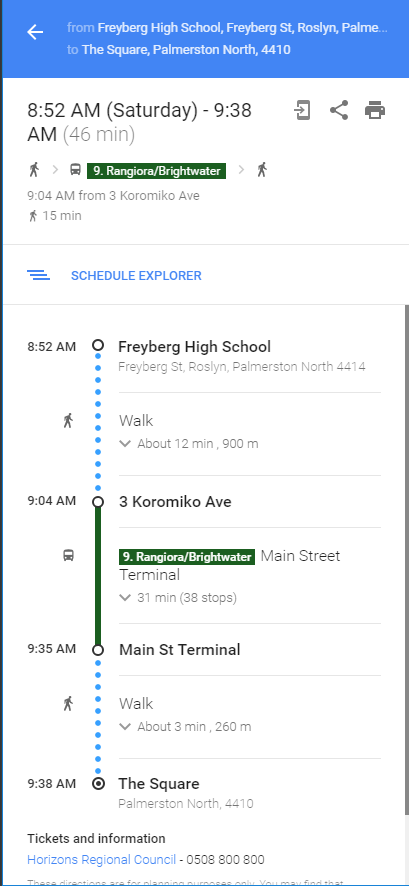 from Freyberg High School, Freyberg St, Roslyn, Palme...
to The Square, Palmerston North, 4410
8:52 AM (Saturday) - 9:38
AM (46 min)
9. Rangiora/Brightwater
9:04 AM from 3 Koromiko Ave
15 min
SCHEDULE EXPLORER
8:52 AM Freyberg High School
Freyberg St, Roslyn, Palmerston North 4414
Walk
About 12 min , 900 m
9:04 AM 3 Koromiko Ave
9. Rangiora/Brightwater Main Street
Terminal
31 min (38 stops)
9:35 AM Main St Terminal
Walk
About 3 min , 260 m
9:38 AM The Square
Palmerston North, 4410
Tickets and information
Horizons Regional Council - 0508 800 800
These directions are for planning purposes only. You may find that